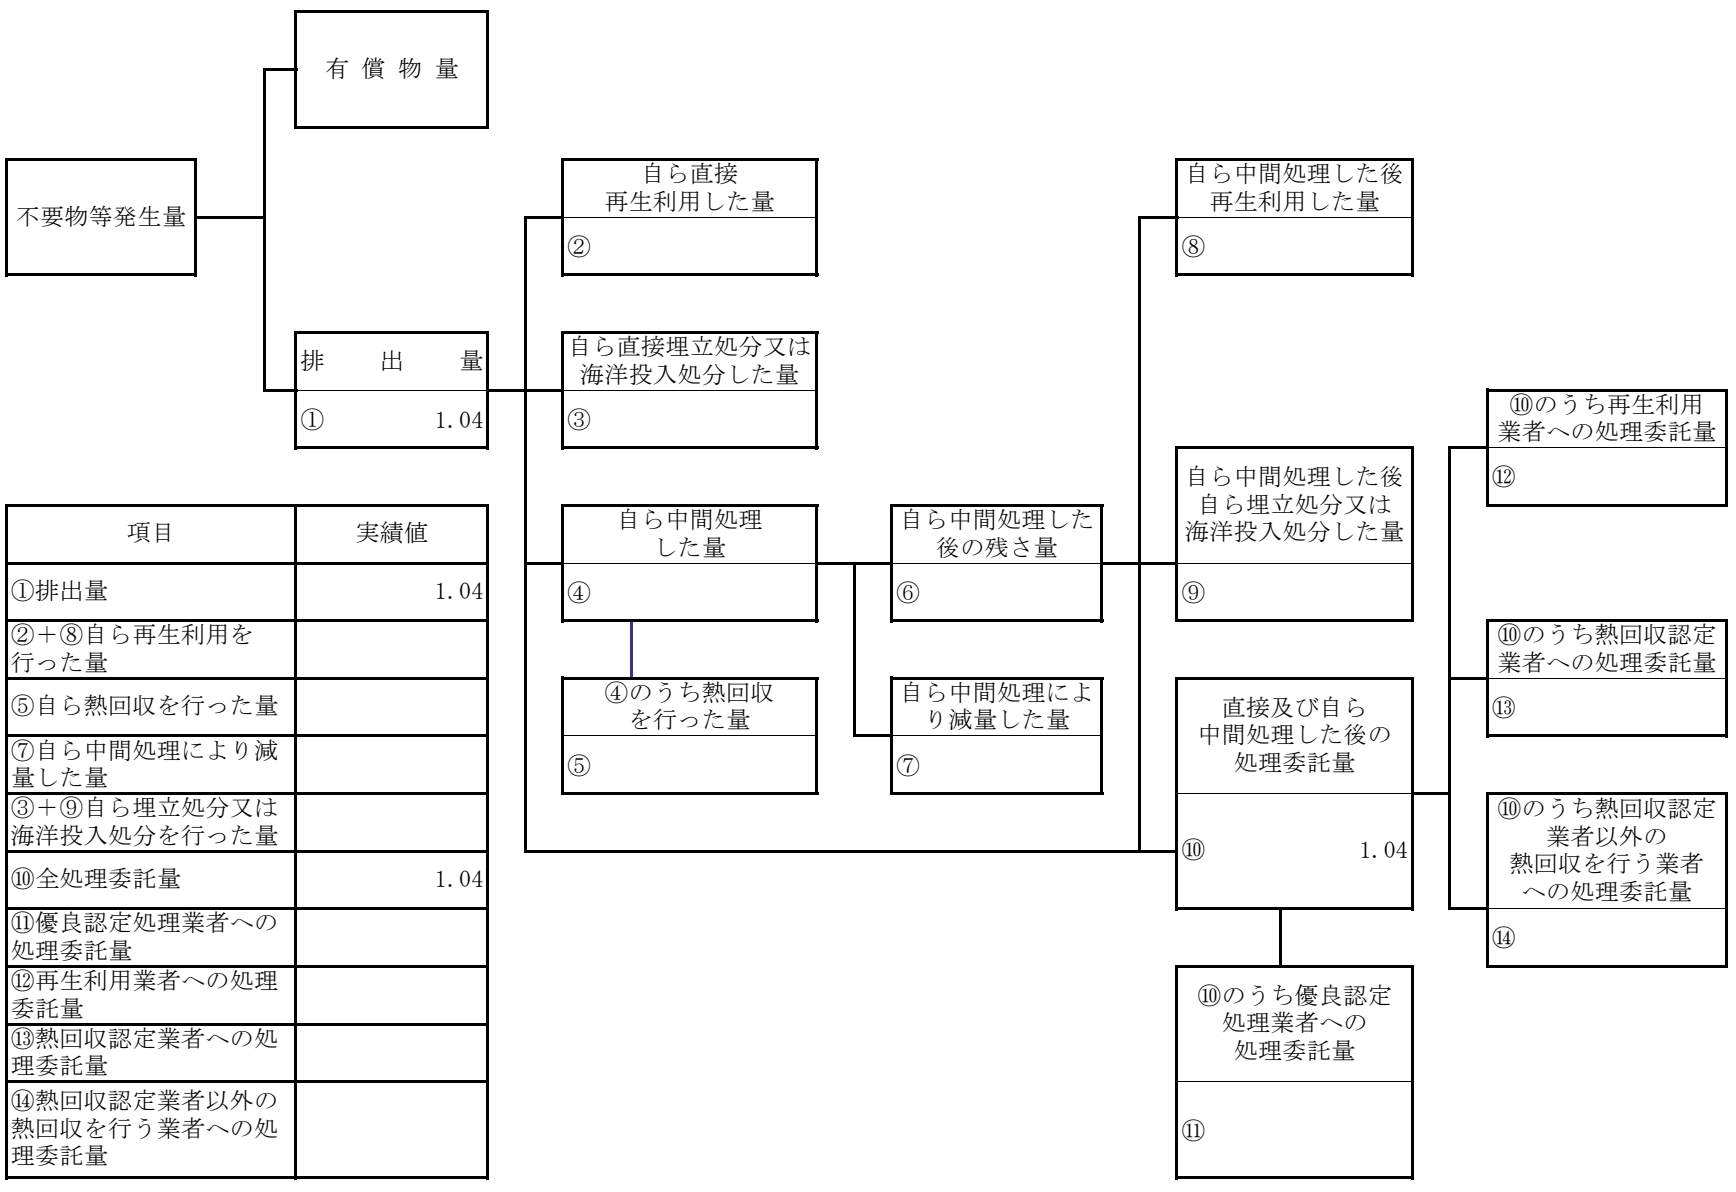 有償物量
不要物等発生量
自ら直接
再生利用した量
②
自ら中間処理した後
再生利用した量
⑧
排出量
① 1.04
自ら直接埋立処分又は
海洋投入処分した量
③
⑩のうち再生利用
業者への処理委託量
⑫
自ら中間処理した後
自ら埋立処分又は
海洋投入処分した量
⑨
自ら中間処理
した量
④
自ら中間処理した
後の残さ量
⑥
⑩のうち熱回収認定
業者への処理委託量
⑬
④のうち熱回収
を行った量
⑤
自ら中間処理によ
り減量した量
⑦
直接及び自ら
中間処理した後の
処理委託量
⑩ 1.04
⑩のうち熱回収認定
業者以外の
熱回収を行う業者
への処理委託量
⑭
⑩のうち優良認定
処理業者への
処理委託量
⑪
項目 実績値
①排出量 1.04
②＋⑧自ら再生利用を
行った量
⑤自ら熱回収を行った量
⑦自ら中間処理により減
量した量
③＋⑨自ら埋立処分又は
海洋投入処分を行った量
⑩全処理委託量 1.04
⑪優良認定処理業者への
処理委託量
⑫再生利用業者への処理
委託量
⑬熱回収認定業者への処
理委託量
⑭熱回収認定業者以外の
熱回収を行う業者への処
理委託量